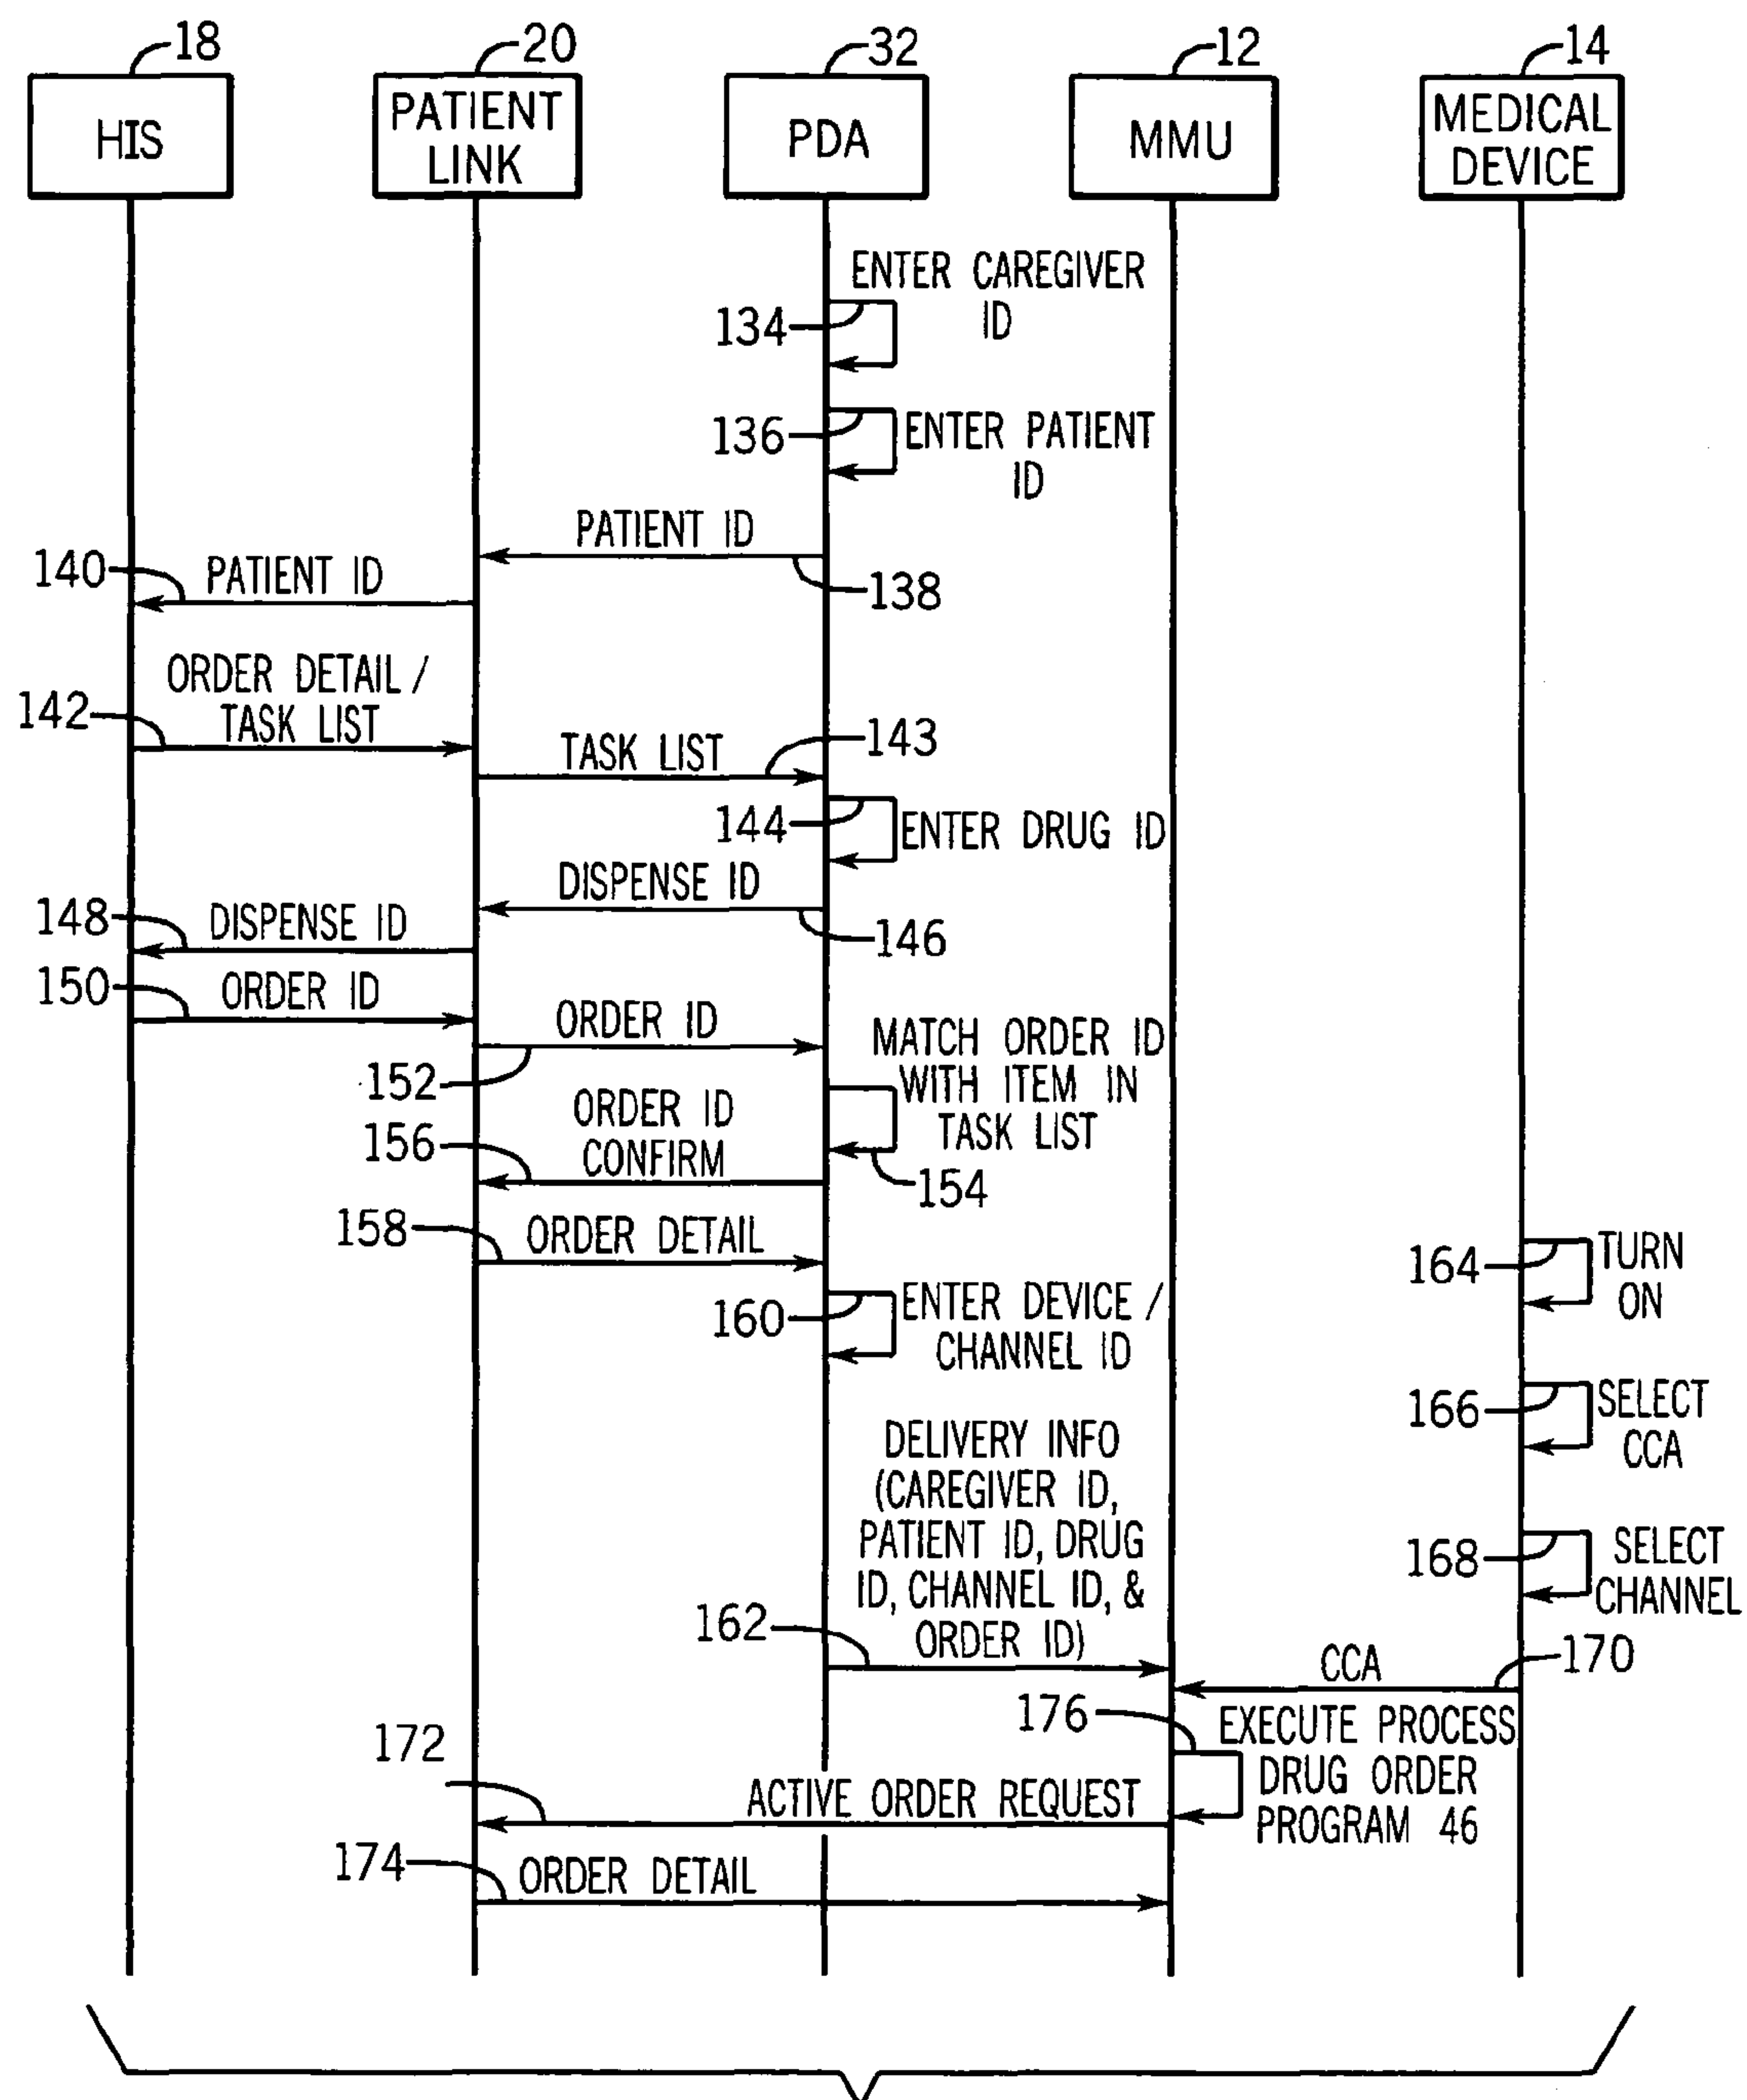 18
20
32
12
14
HIS
PATIENT
LINK
PDA
MMU
MEDICAL
DEVICE
ENTER CAREGIVER
ID
134
136
ENTER PATIENT
ID
PATIENT ID
138
140
PATIENT ID
ORDER DETAIL /
TASK LIST
142
TASK LIST
143
144
ENTER DRUG ID
DISPENSE ID
146
148
DISPENSE ID
150
ORDER ID
ORDER ID
152
MATCH ORDER ID
WITH ITEM IN
TASK LIST
154
ORDER ID
CONFIRM
156
158
ORDER DETAIL
164
TURN
ON
160
ENTER DEVICE /
CHANNEL ID
166
SELECT
CCA
DELIVERY INFO
(CAREGIVER ID,
PATIENT ID, DRUG
ID, CHANNEL ID, &
ORDER ID)
162
168
SELECT
CHANNEL
CCA
170
176
EXECUTE PROCESS
DRUG ORDER
PROGRAM 46
172
ACTIVE ORDER REQUEST
174
ORDER DETAIL